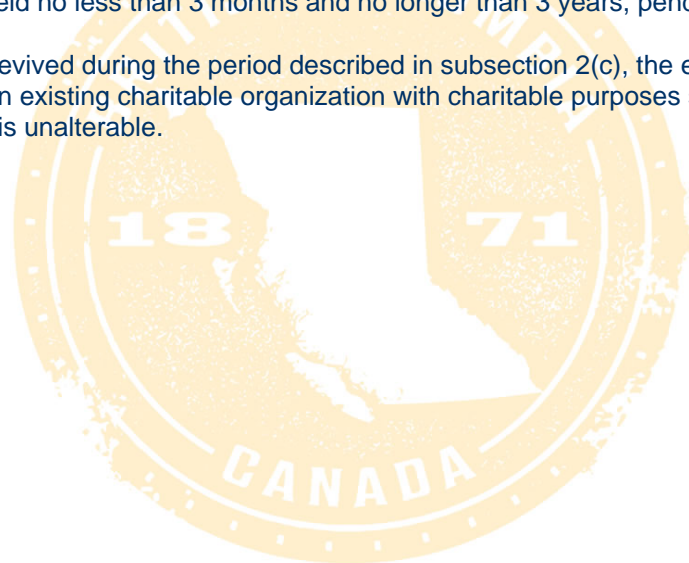 eld no less than 3 months and no longer than 3 years,
evived during the period described in subsection 2(c), the e
n existing charitable organization with charitable purposes
is unalterable.
18 71
CANADA